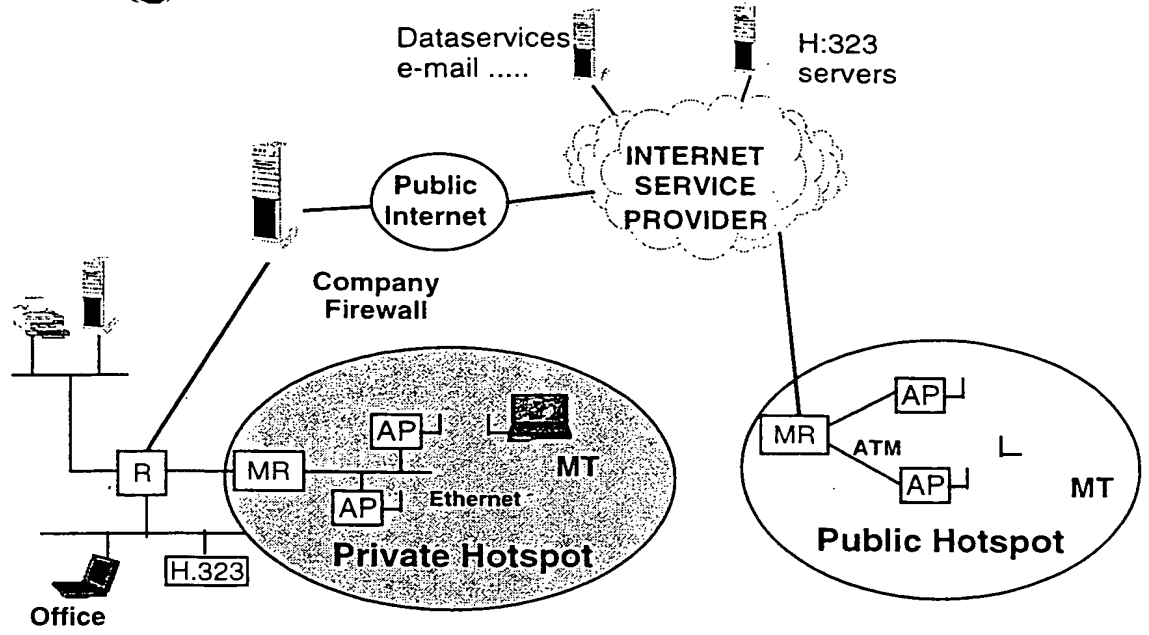 Dataservices
e-mail .....
H:323
servers
INTERNET
SERVICE
PROVIDER
Public
Internet
Company
Firewall
AP
MT
R
MR
Ethernet
AP
Private Hotspot
H.323
Office
AP
MR
ATM
AP
MT
Public Hotspot